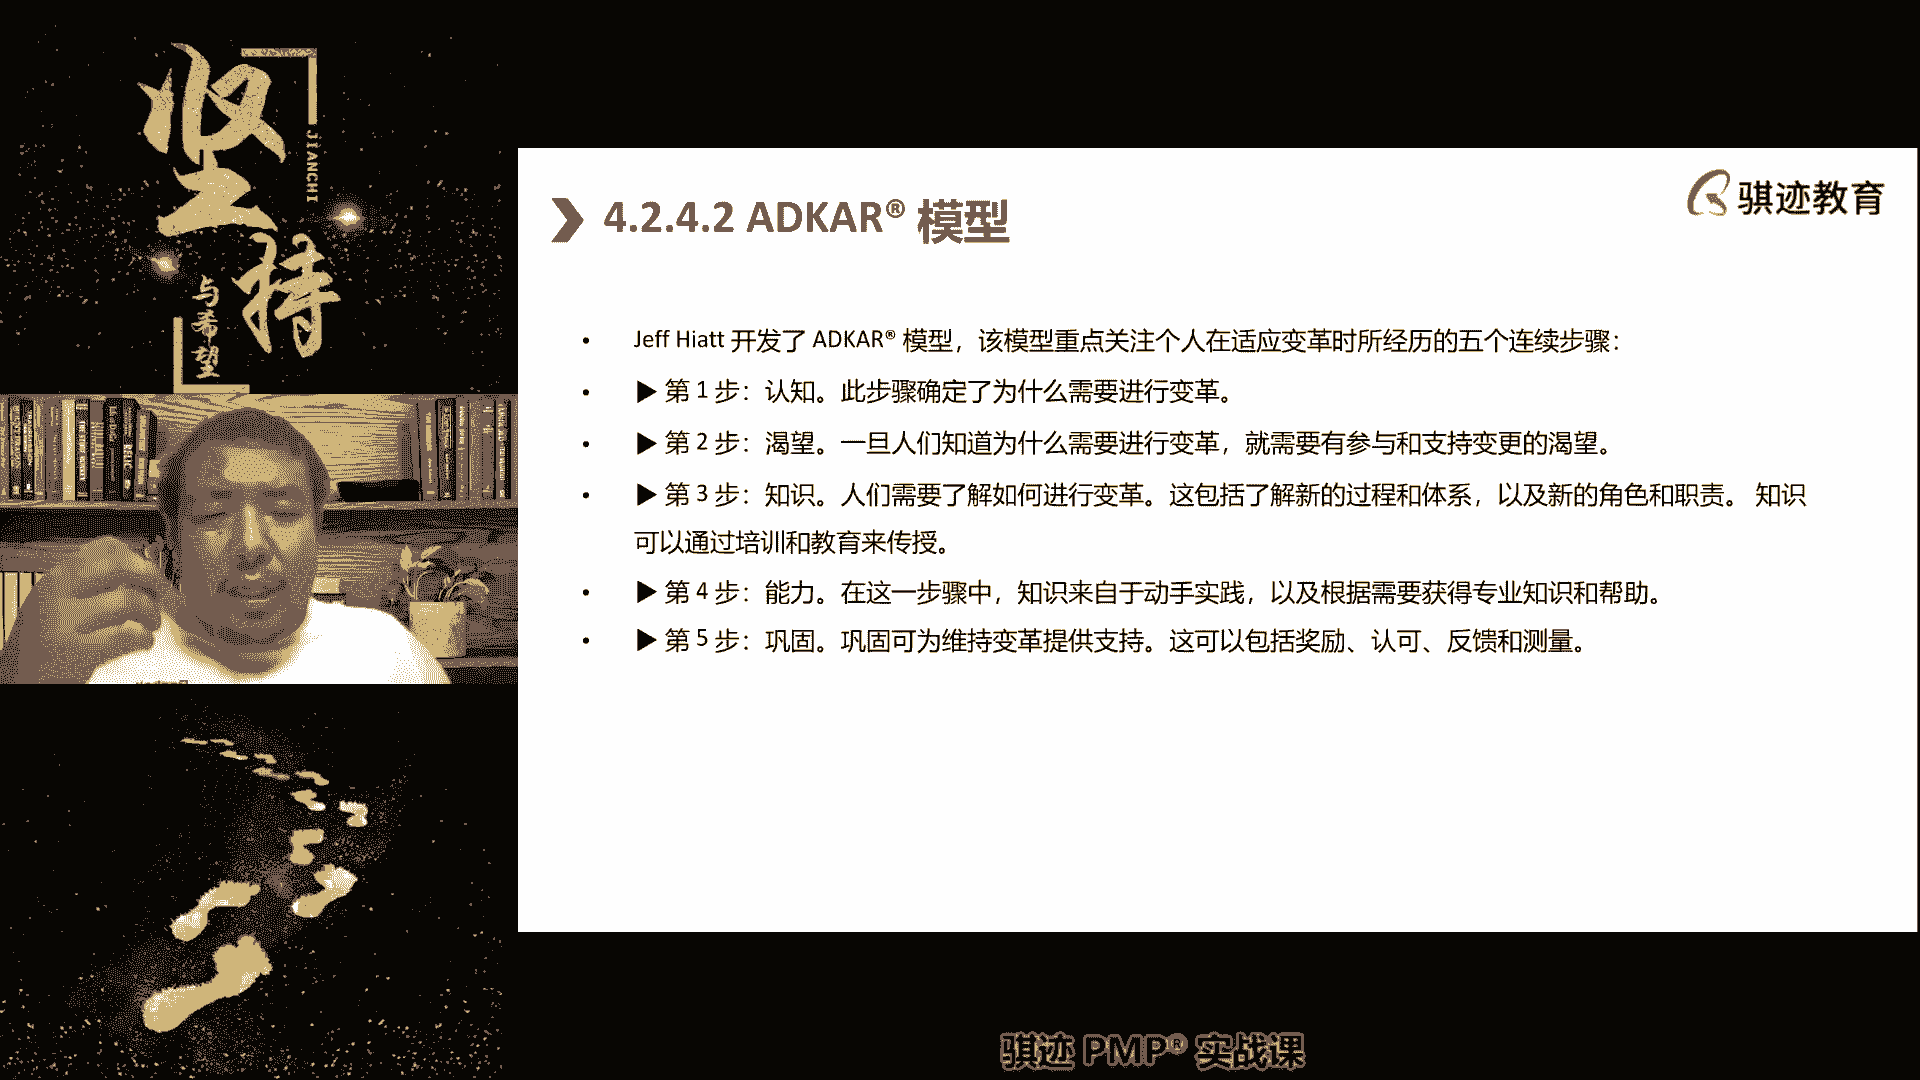 坚持
JIANCHI
与希望
骐迹教育
4.2.4.2 ADKAR® 模型
• Jeff Hiatt 开发了 ADKAR® 模型，该模型重点关注个人在适应变革时所经历的五个连续步骤：
• ▶ 第 1 步：认知。此步骤确定了为什么需要进行变革。
• ▶ 第 2 步：渴望。一旦人们知道为什么需要进行变革，就需要有参与和支持变更的渴望。
• ▶ 第 3 步：知识。人们需要了解如何进行变革。这包括了解新的过程和体系，以及新的角色和职责。 知识
可以通过培训和教育来传授。
• ▶ 第 4 步：能力。在这一步骤中，知识来自于动手实践，以及根据需要获得专业知识和帮助。
• ▶ 第 5 步：巩固。巩固可为维持变革提供支持。这可以包括奖励、认可、反馈和测量。
骐迹 PMP® 实战课